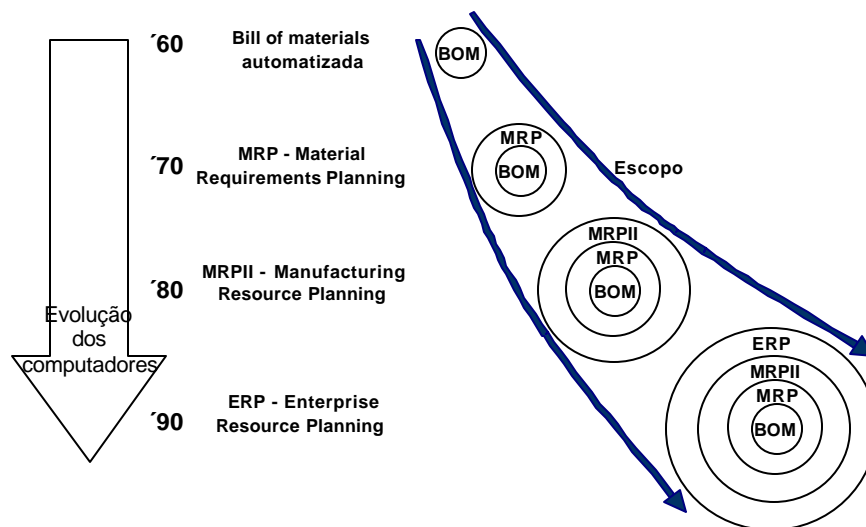 ´60
Bill of materials
automatizada
BOM
´70
MRP - Material
Requirements Planning
MRP
BOM
Escopo
´80
MRPII - Manufacturing
Resource Planning
MRPII
MRP
BOM
Evolução
dos
computadores
´90
ERP - Enterprise
Resource Planning
ERP
MRPII
MRP
BOM